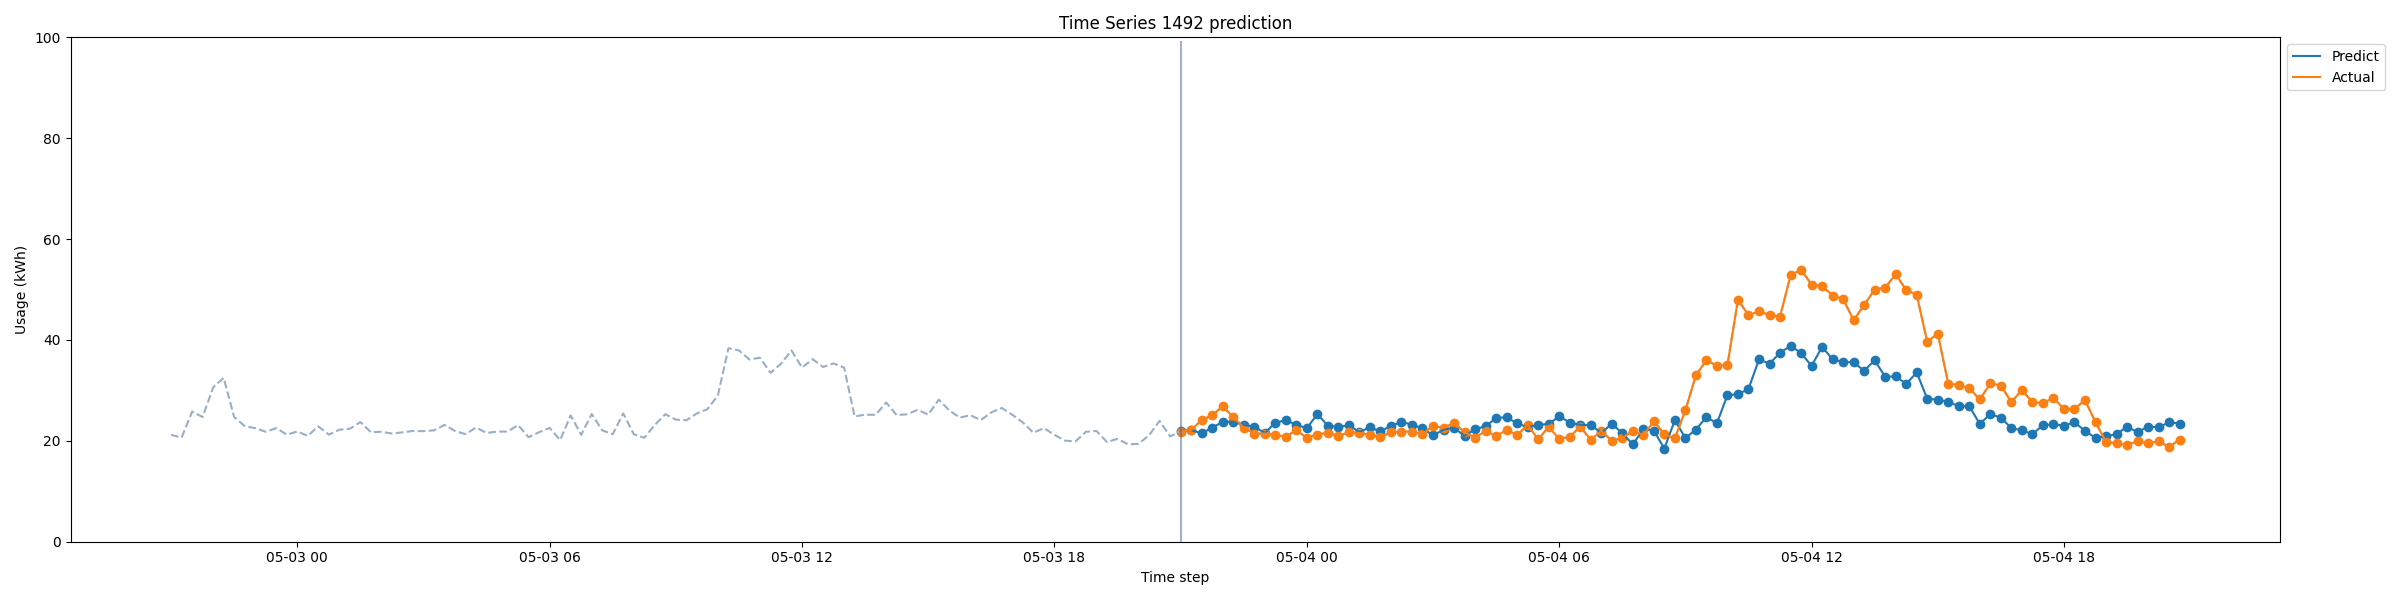 Time Series 1492 prediction
Predict
Actual
Usage (kWh)
100
80
60
40
20
0
05-03 00
05-03 06
05-03 12
05-03 18
05-04 00
05-04 06
05-04 12
05-04 18
Time step